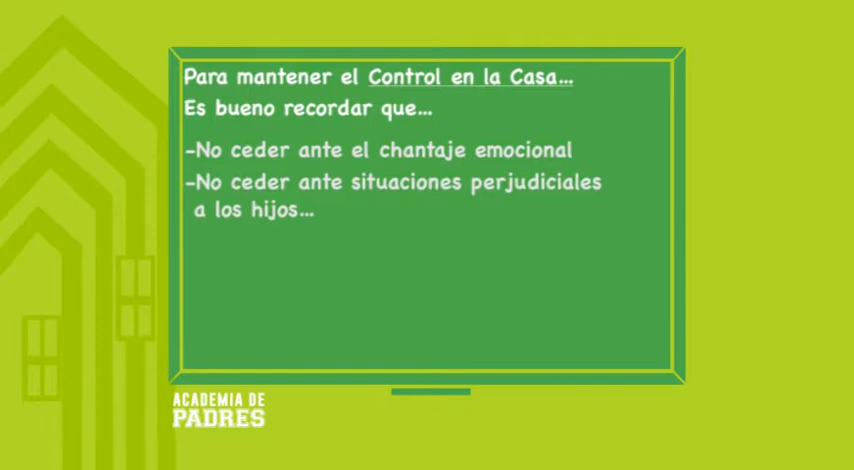 Para mantener el Control en la Casa...
Es bueno recordar que...
-No ceder ante el chantaje emocional
-No ceder ante situaciones perjudiciales
a los hijos...
ACADEMIA DE
PADRES